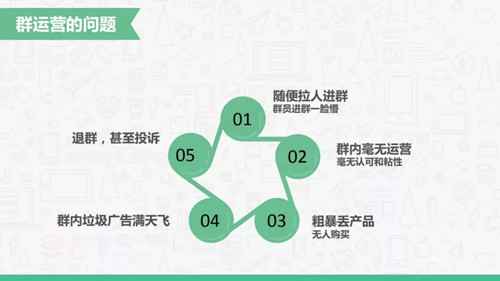 群运营的问题
01
随便拉人进群
群员进群一脸懵
02
群内毫无运营
毫无认可和粘性
03
粗暴丢产品
无人购买
04
群内垃圾广告满天飞
05
退群，甚至投诉